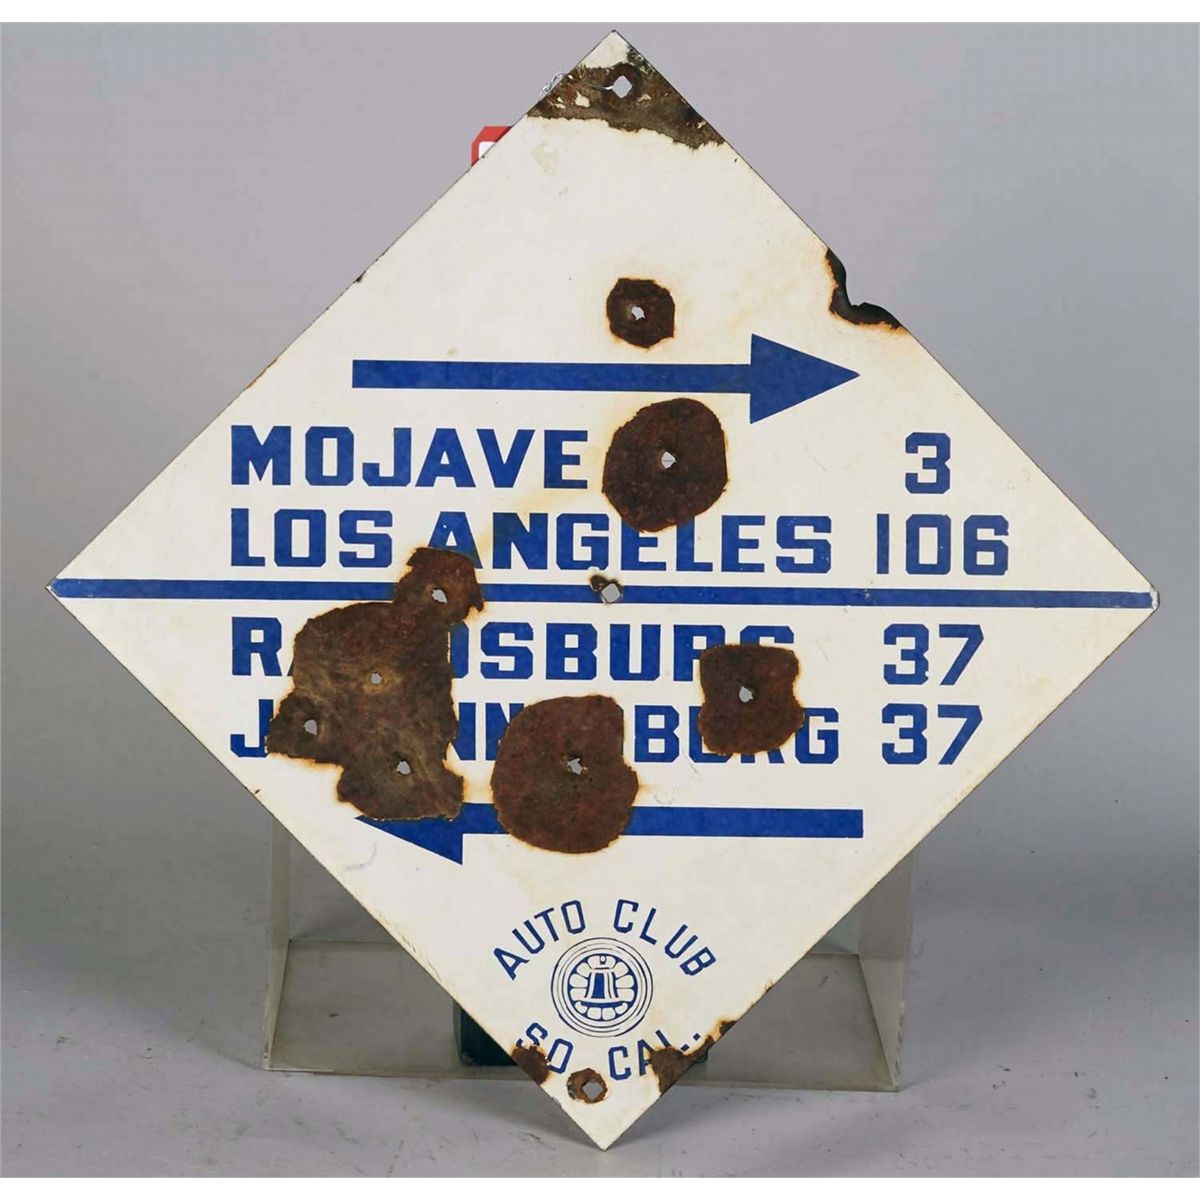 MOJAVE 3
LOS ANGELES 106
37
37
AUTO CLUB
SO. CAL.